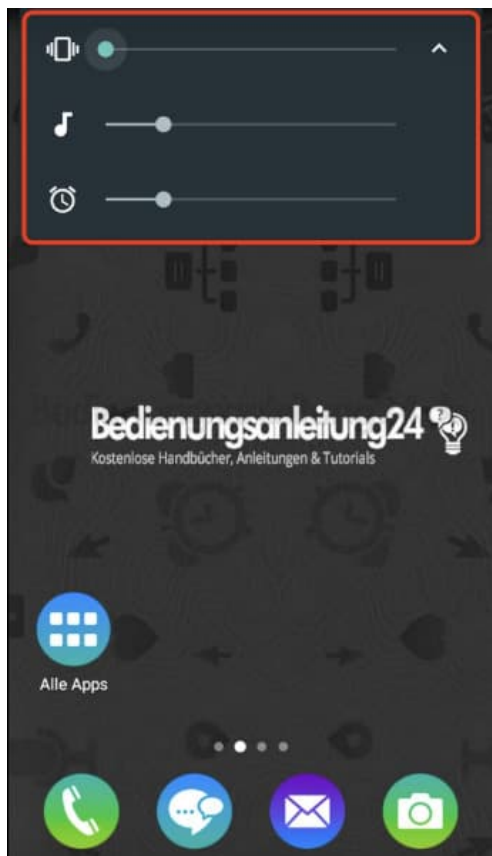 Bedienungsanleitung24
Kostenlose Handbücher, Anleitungen & Tutorials
Alle Apps